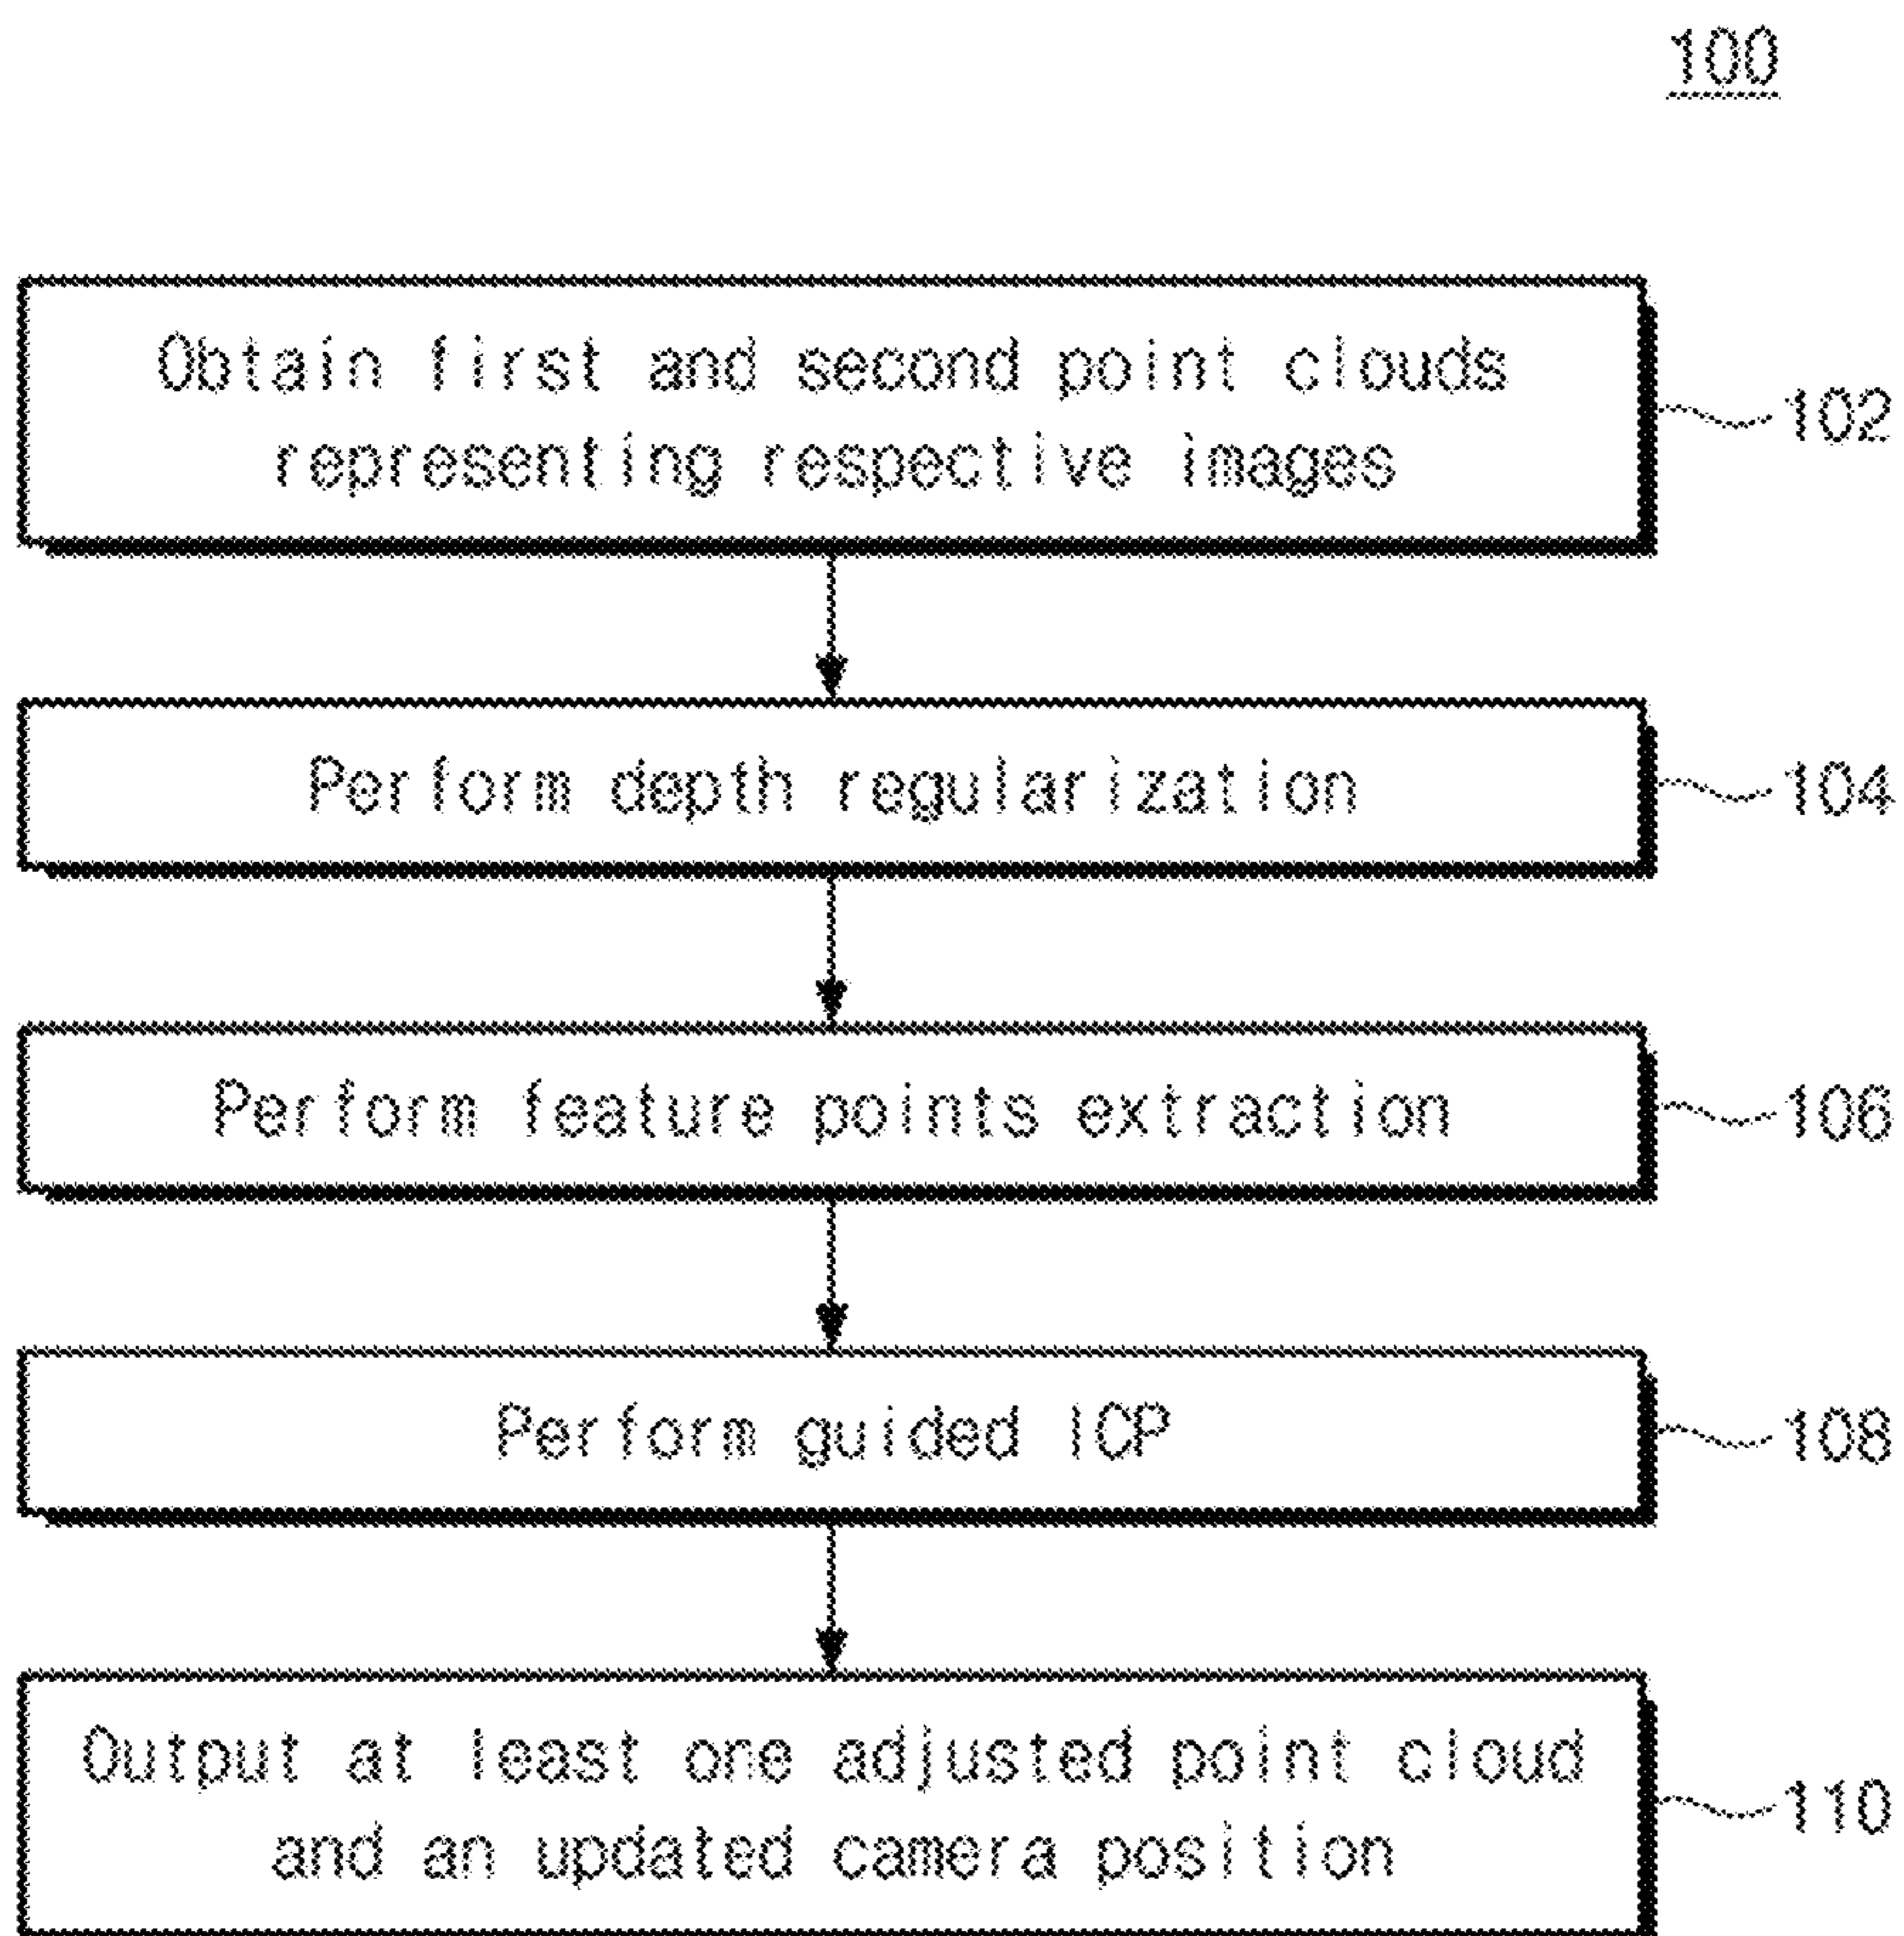 100
Obtain first and second point clouds
representing respective images
102
Perform depth regularization
104
Perform feature points extraction
106
Perform guided ICP
108
Output at least one adjusted point cloud
and an updated camera position
110